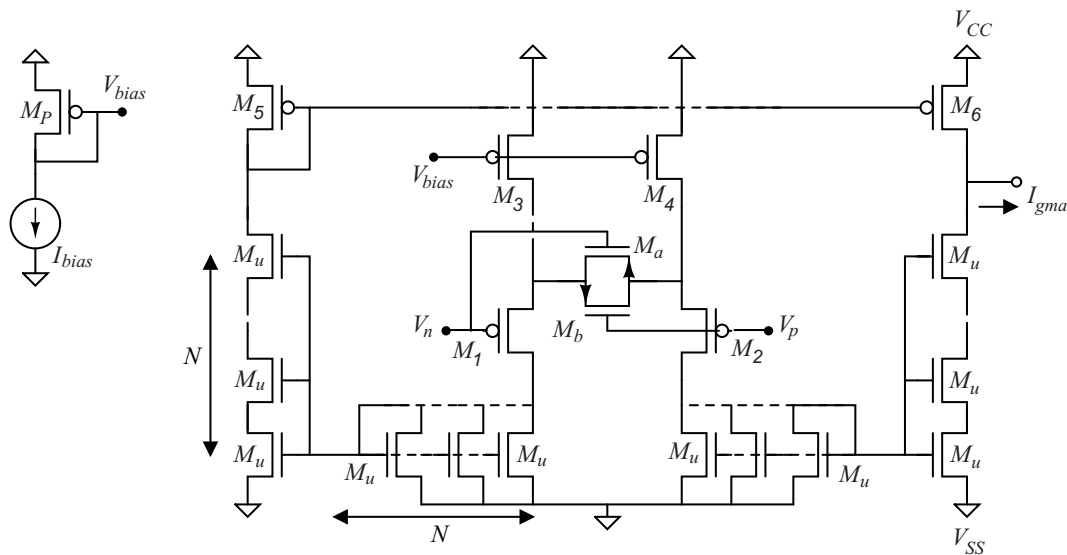 V_CC
M_P
V_bias
I_bias
M_5
M_6
V_bias
M_3
M_4
I_gma
M_u
M_a
M_u
V_n
M_1
M_b
M_2
V_p
N
M_u
M_u
M_u
M_u
M_u
M_u
M_u
M_u
N
V_SS